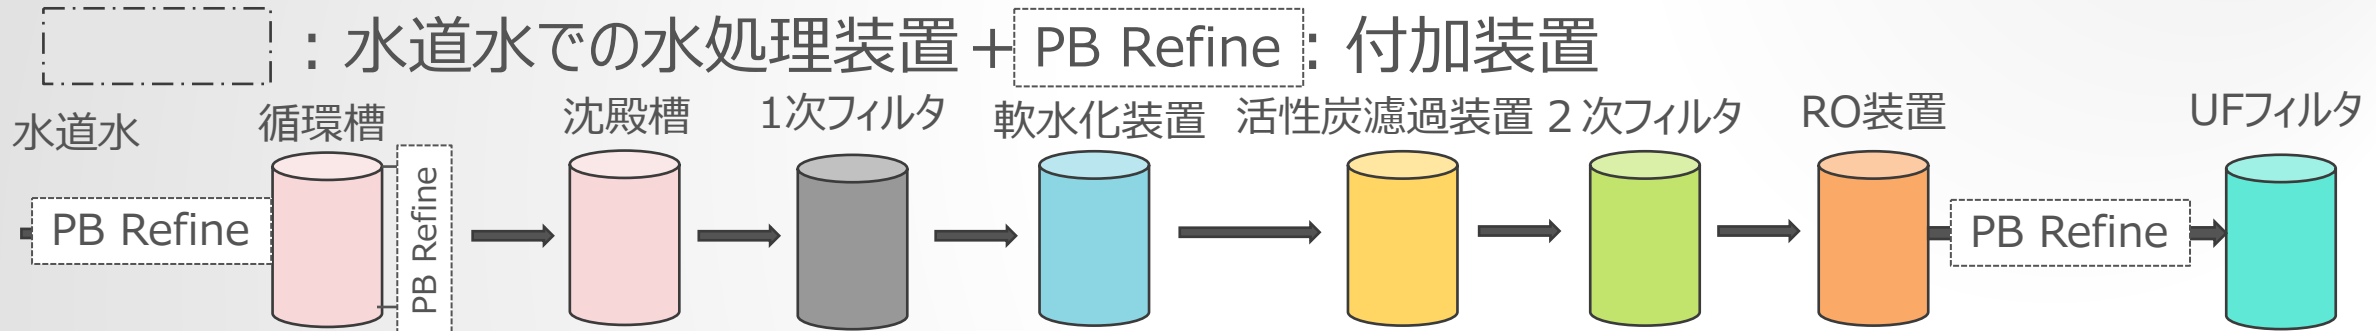 ：水道水での水処理装置+PB Refine：付加装置
水道水
循環槽
沈殿槽
1次フィルタ
軟水化装置
活性炭濾過装置
２次フィルタ
RO装置
UFフィルタ
PB Refine
PB Refine
PB Refine